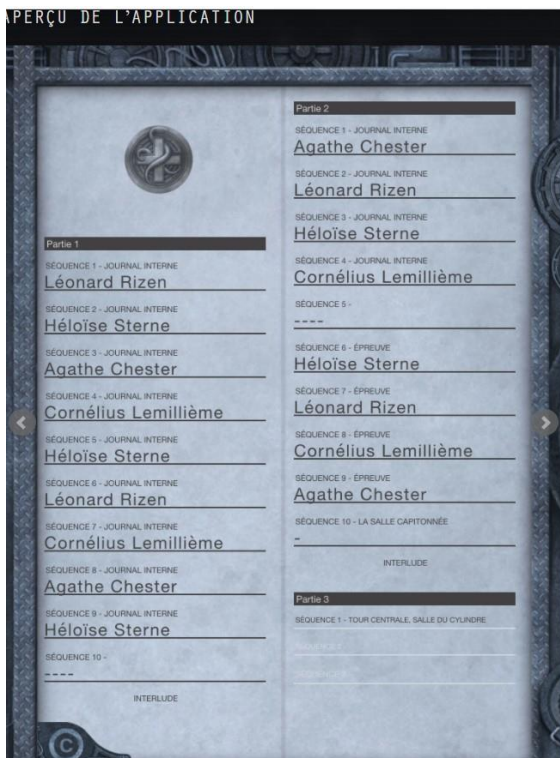 APERÇU DE L'APPLICATION
Partie 1
SÉQUENCE 1 - JOURNAL INTERNE
Léonard Rizen
SÉQUENCE 2 - JOURNAL INTERNE
Héloïse Sterne
SÉQUENCE 3 - JOURNAL INTERNE
Agathe Chester
SÉQUENCE 4 - JOURNAL INTERNE
Cornélius Lemillième
SÉQUENCE 5 - JOURNAL INTERNE
Héloïse Sterne
SÉQUENCE 6 - JOURNAL INTERNE
Léonard Rizen
SÉQUENCE 7 - JOURNAL INTERNE
Cornélius Lemillième
SÉQUENCE 8 - JOURNAL INTERNE
Agathe Chester
SÉQUENCE 9 - JOURNAL INTERNE
Héloïse Sterne
SÉQUENCE 10 -
----
INTERLUDE
C
Partie 2
SÉQUENCE 1 - JOURNAL INTERNE
Agathe Chester
SÉQUENCE 2 - JOURNAL INTERNE
Léonard Rizen
SÉQUENCE 3 - JOURNAL INTERNE
Héloïse Sterne
SÉQUENCE 4 - JOURNAL INTERNE
Cornélius Lemillième
SÉQUENCE 5 -
----
SÉQUENCE 6 - ÉPREUVE
Héloïse Sterne
SÉQUENCE 7 - ÉPREUVE
Léonard Rizen
SÉQUENCE 8 - ÉPREUVE
Cornélius Lemillième
SÉQUENCE 9 - ÉPREUVE
Agathe Chester
SÉQUENCE 10 - LA SALLE CAPITONNÉE
-
INTERLUDE
Partie 3
SÉQUENCE 1 - TOUR CENTRALE, SALLE DU CYLINDRE
SÉQUENCE
SÉQUENCE